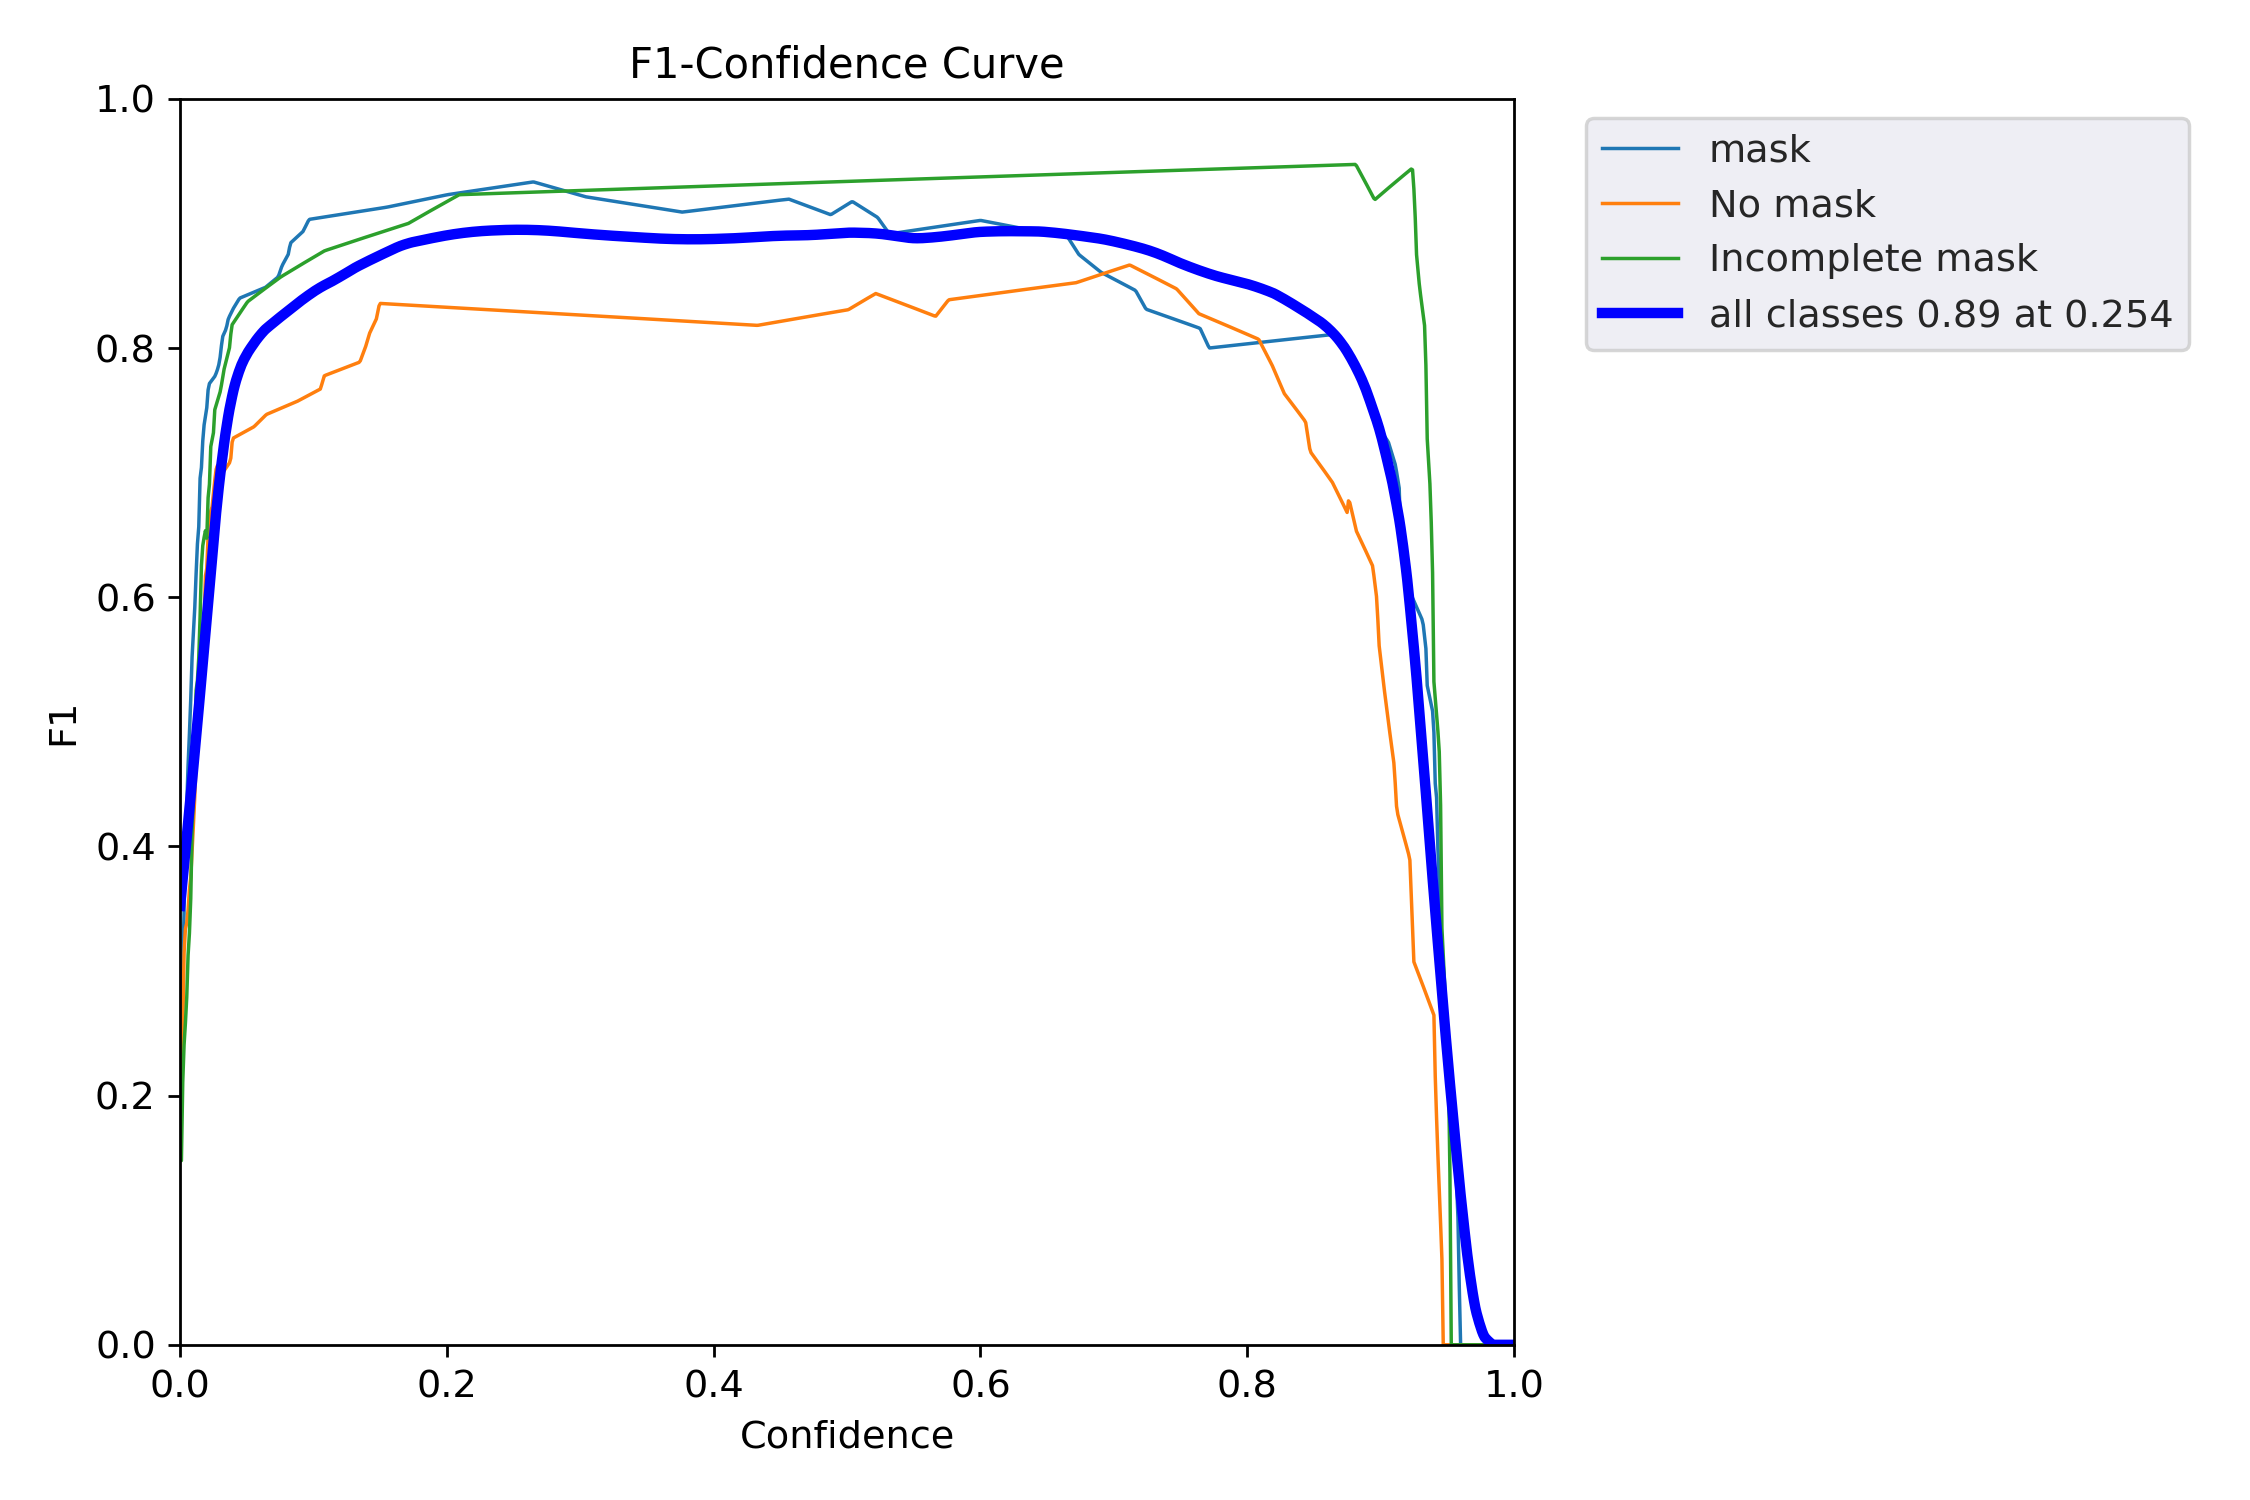 F1-Confidence Curve
1.0
0.8
0.6
0.4
0.2
0.0
F1
0.0 0.2 0.4 0.6 0.8 1.0
Confidence
mask
No mask
Incomplete mask
all classes 0.89 at 0.254